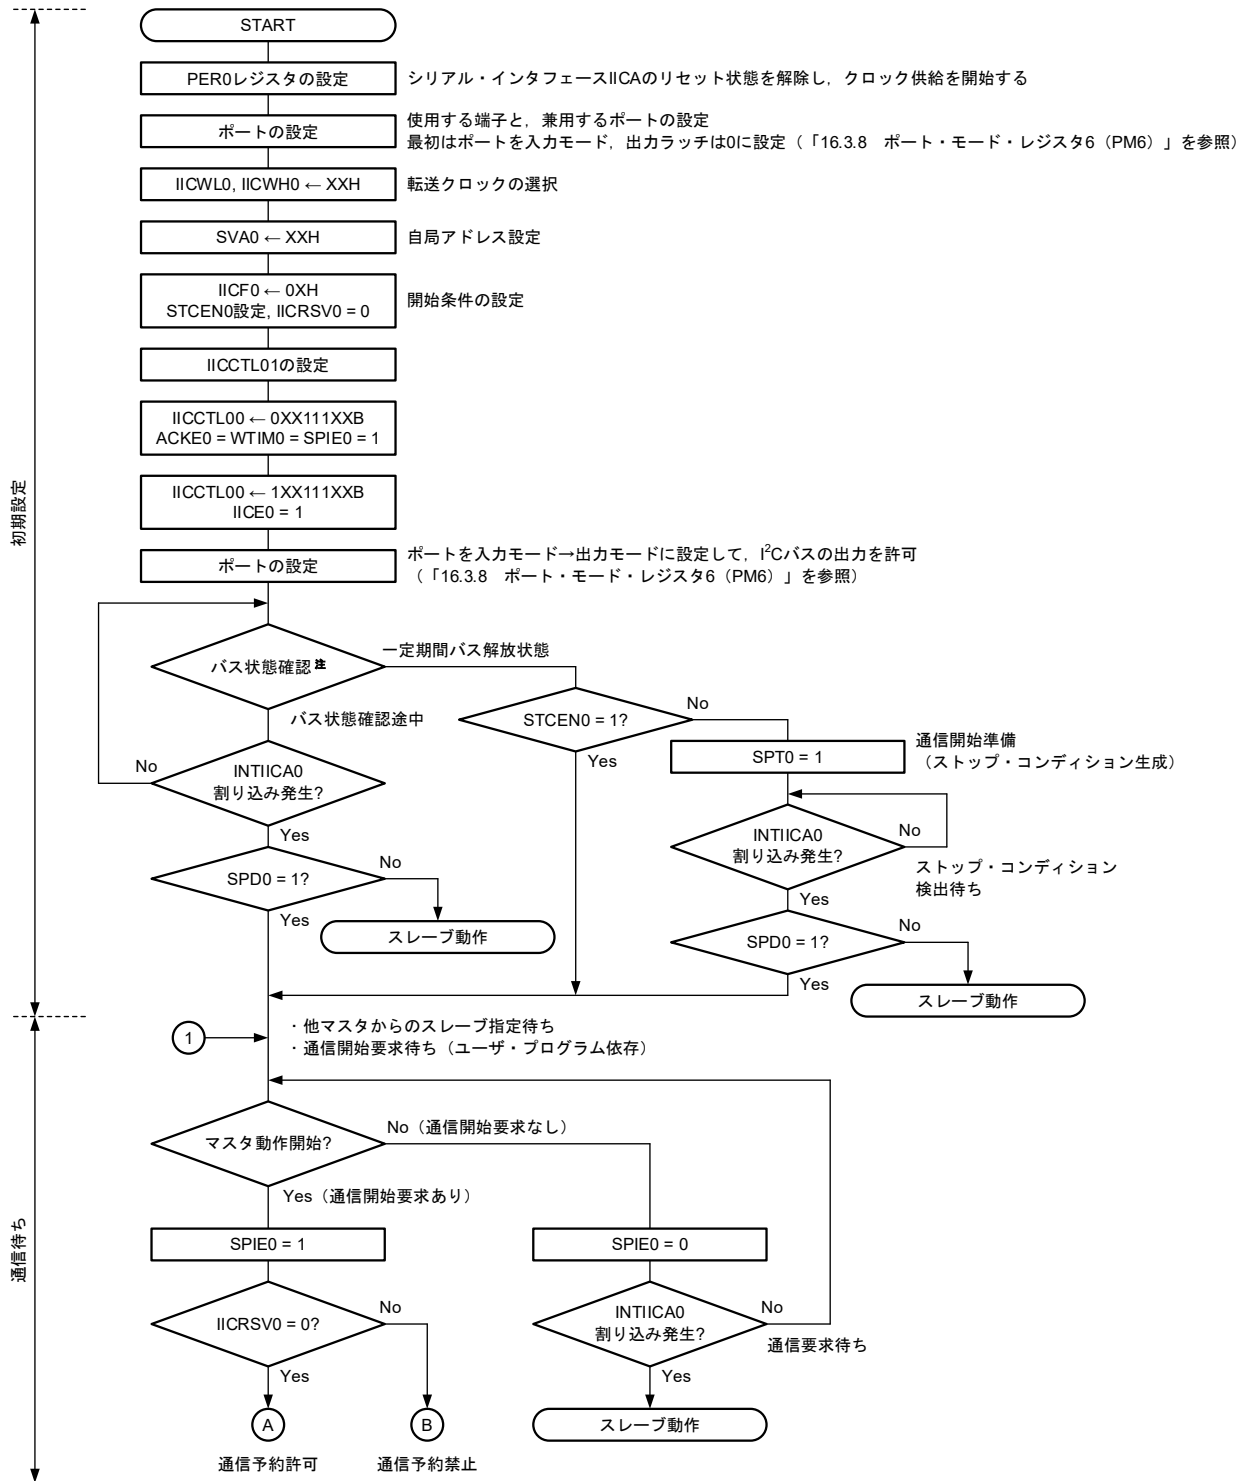 START
PER0レジスタの設定
シリアル・インタフェースIICAのリセット状態を解除し，クロック供給を開始する
ポートの設定
使用する端子と，兼用するポートの設定
最初はポートを入力モード，出力ラッチは0に設定（「16.3.8　ポート・モード・レジスタ6（PM6）」を参照）
IICWL0, IICWH0 ← XXH
転送クロックの選択
SVA0 ← XXH
自局アドレス設定
IICF0 ← 0XH
STCEN0設定, IICRSV0 = 0
開始条件の設定
IICCTL01の設定
IICCTL00 ← 0XX111XXB
ACKE0 = WTIM0 = SPIE0 = 1
IICCTL00 ← 1XX111XXB
IICE0 = 1
初期設定
ポートの設定
ポートを入力モード→出力モードに設定して，I²Cバスの出力を許可
（「16.3.8　ポート・モード・レジスタ6（PM6）」を参照）
バス状態確認注
一定期間バス解放状態
バス状態確認途中
STCEN0 = 1?
No
Yes
SPT0 = 1
通信開始準備
（ストップ・コンディション生成）
No
INTIICA0
割り込み発生?
Yes
INTIICA0
割り込み発生?
No
ストップ・コンディション
検出待ち
Yes
SPD0 = 1?
No
Yes
スレーブ動作
SPD0 = 1?
No
Yes
スレーブ動作
1
・他マスタからのスレーブ指定待ち
・通信開始要求待ち（ユーザ・プログラム依存）
マスタ動作開始?
No（通信開始要求なし）
Yes（通信開始要求あり）
通信待ち
SPIE0 = 1
SPIE0 = 0
IICRSV0 = 0?
No
Yes
INTIICA0
割り込み発生?
No
通信要求待ち
Yes
A
B
スレーブ動作
通信予約許可
通信予約禁止